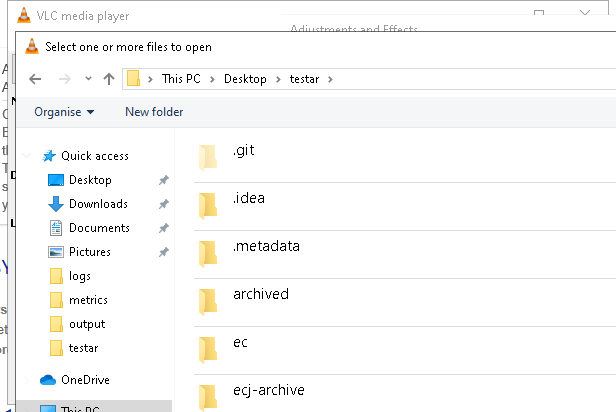 VLC media player
Adjustments and Effects
Select one or more files to open
This PC > Desktop > testar >
Organise New folder
Quick access
Desktop
Downloads
Documents
Pictures
logs
metrics
output
testar
OneDrive
This PC
.git
.idea
.metadata
archived
ec
ecj-archive